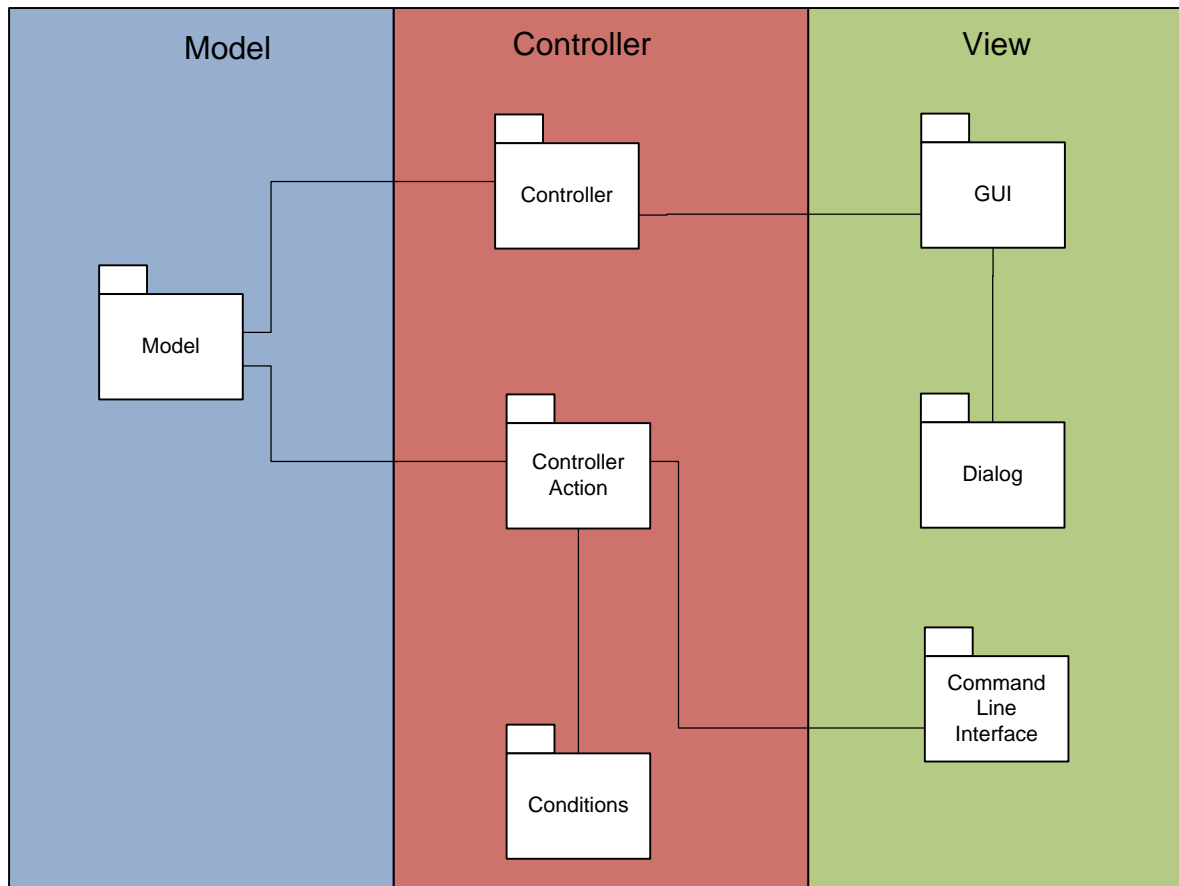 Model
Controller
View
Controller
GUI
Model
Controller
Action
Dialog
Command
Line
Interface
Conditions